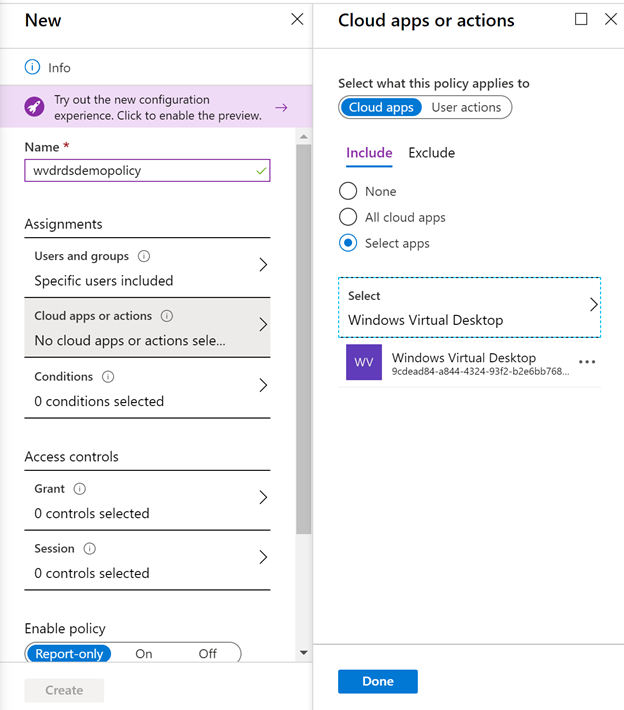 New
Info
Try out the new configuration
experience. Click to enable the preview.
Name *
wvdrdsdemopolicy
Assignments
Users and groups
Specific users included
Cloud apps or actions
No cloud apps or actions sele...
Conditions
0 conditions selected
Access controls
Grant
0 controls selected
Session
0 controls selected
Enable policy
Report-only On Off
Create
Cloud apps or actions
Select what this policy applies to
Cloud apps User actions
Include Exclude
None
All cloud apps
Select apps
Select
Windows Virtual Desktop
WV
Windows Virtual Desktop
9cdead84-a844-4324-93f2-b2e6bb768...
Done